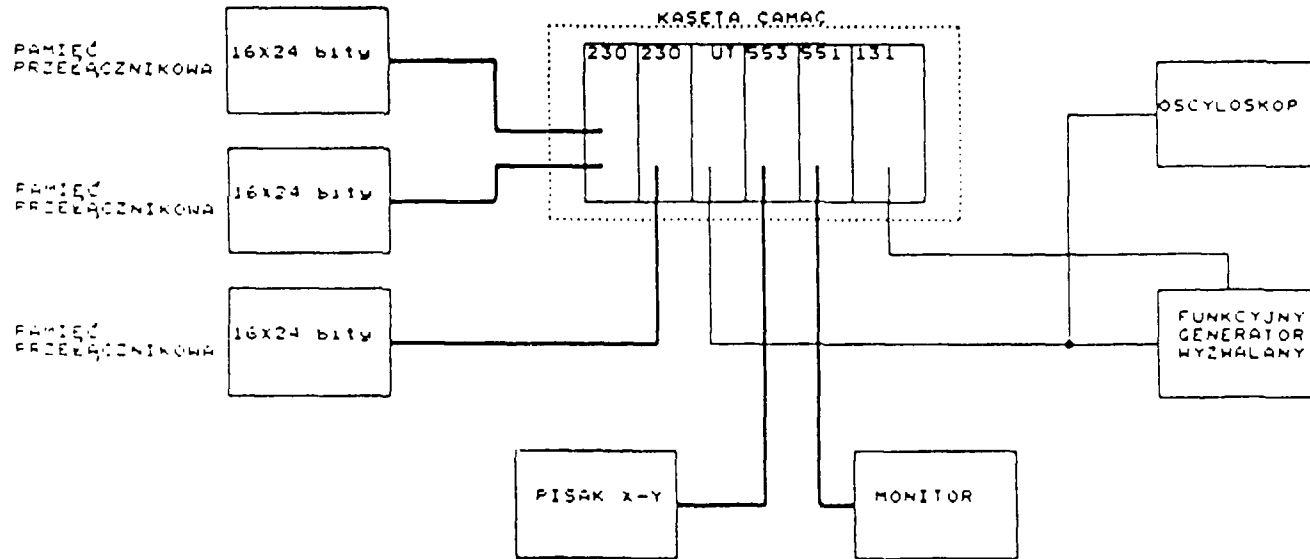 KASETA CAMAC
230 230 UT 553 551 131
PAMIĘĆ
PRZEŁĄCZNIKOWA
16X24 bity
OSCYLOSKOP
PAMIĘĆ
PRZEŁĄCZNIKOWA
16X24 bity
PAMIĘĆ
PRZEŁĄCZNIKOWA
16X24 bity
FUNKCYJNY
GENERATOR
WYZWALANY
PISAK X-Y
MONITOR